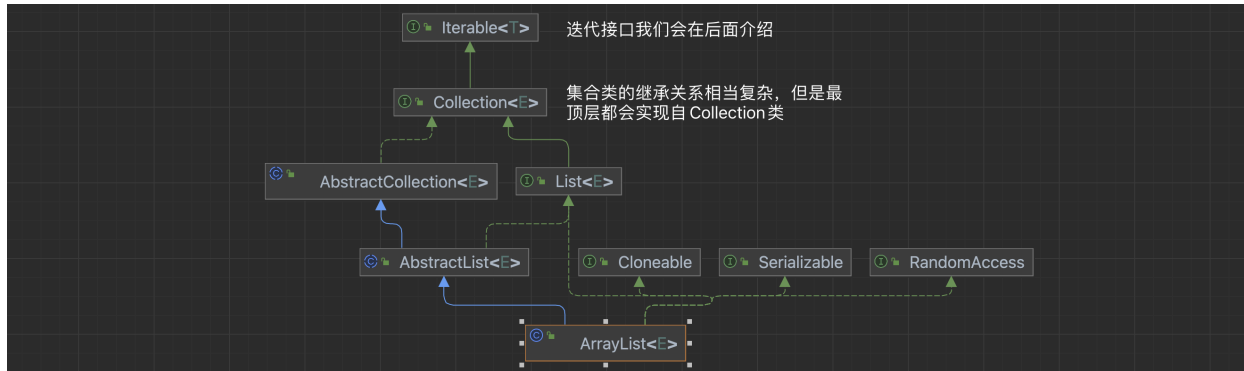 Iterable<T>
迭代接口我们会在后面介绍
Collection<E>
集合类的继承关系相当复杂，但是最
顶层都会实现自Collection类
AbstractCollection<E>
List<E>
AbstractList<E>
Cloneable
Serializable
RandomAccess
ArrayList<E>